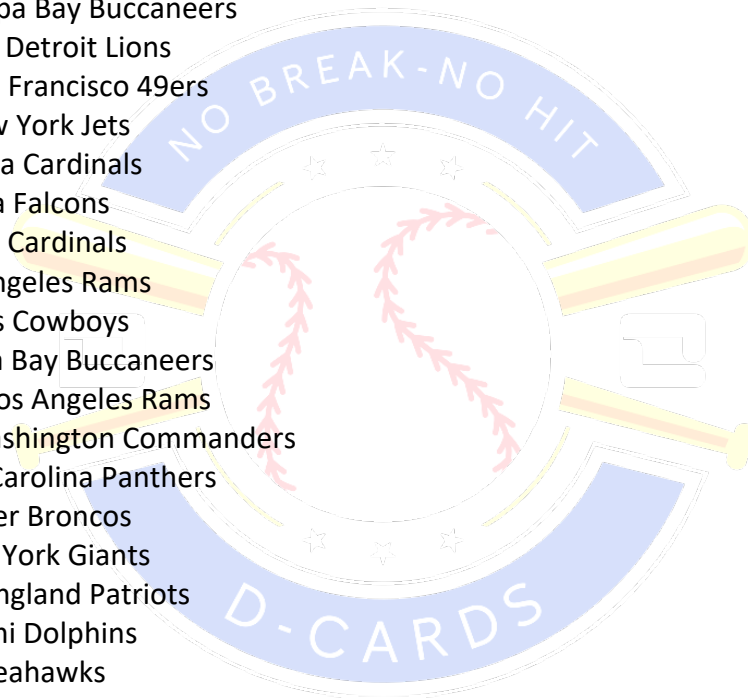 pa Bay Buccaneers
Detroit Lions
Francisco 49ers
w York Jets
a Cardinals
a Falcons
Cardinals
ngeles Rams
s Cowboys
a Bay Buccaneers
os Angeles Rams
ashington Commanders
Carolina Panthers
er Broncos
York Giants
ngland Patriots
ni Dolphins
eahawks
NO BREAK-NO HIT
D-CARDS